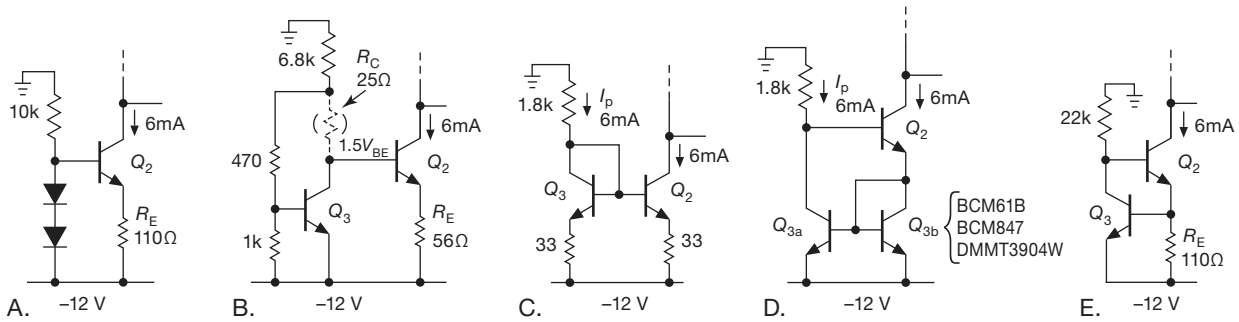 10k
6mA
Q2
RE
110Ω
–12 V
A.
6.8k
RC
25Ω
1.5VBE
6mA
470
Q2
Q3
RE
56Ω
1k
–12 V
B.
1.8k
Ip
6mA
6mA
Q3
Q2
33
33
–12 V
C.
1.8k
Ip
6mA
6mA
Q2
Q3a
Q3b
BCM61B
BCM847
DMMT3904W
–12 V
D.
22k
6mA
Q2
Q3
RE
110Ω
–12 V
E.